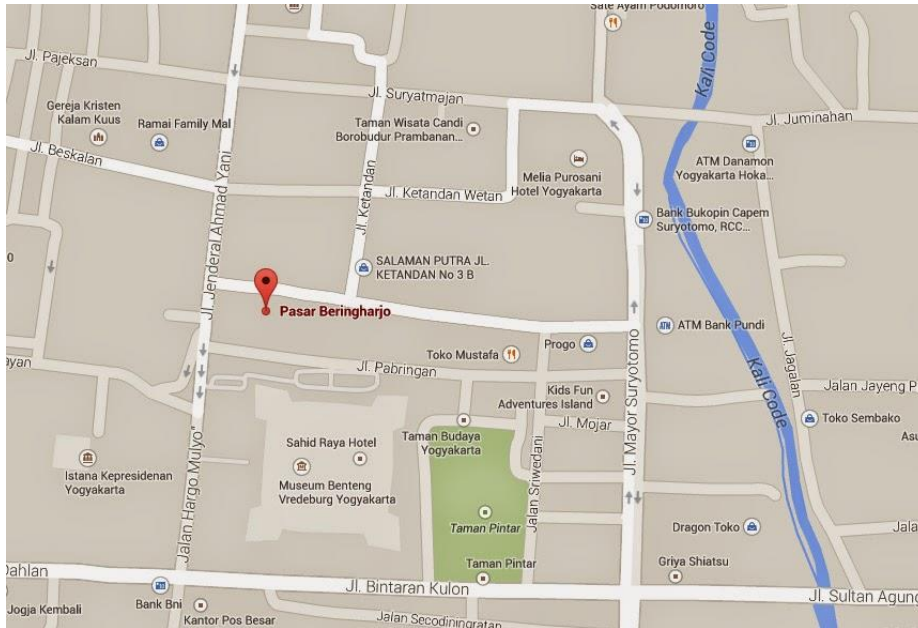 Sate Ayam Podomoro
Jl. Pajeksan
Kali Code
Jl. Suryatmajan
Jl. Juminahan
Gereja Kristen
Kalam Kuus
Ramai Family Mal
Taman Wisata Candi
Borobudur Prambanan...
Jl. Beskalan
Melia Purosani
Hotel Yogyakarta
ATM Danamon
Yogyakarta Hoka...
Jl. Jenderal Ahmad Yani
Jl. Ketandan
Jl. Ketandan Wetan
Bank Bukopin Capem
Suryotomo, RCC...
SALAMAN PUTRA JL.
KETANDAN No 3 B
Pasar Beringharjo
ATM
ATM Bank Pundi
Progo
Toko Mustafa
Jl. Pabringan
Jl. Mayor Suryotomo
Kali Code
Jl. Jagalan
Jalan Jayeng P
Kids Fun
Adventures Island
Jl. Mojar
Toko Sembako
Taman Budaya
Yogyakarta
Sahid Raya Hotel
Museum Benteng
Vredeburg Yogyakarta
Istana Kepresidenan
Yogyakarta
Jalan Hargo Mulyo"
Jalan Sriwedani
Taman Pintar
Dragon Toko
Griya Shiatsu
Taman Pintar
Dahlan
Jl. Bintaran Kulon
Jl. Sultan Agung
Bank Bni
Jogja Kembali
Kantor Pos Besar
Jalan Secodiningratan